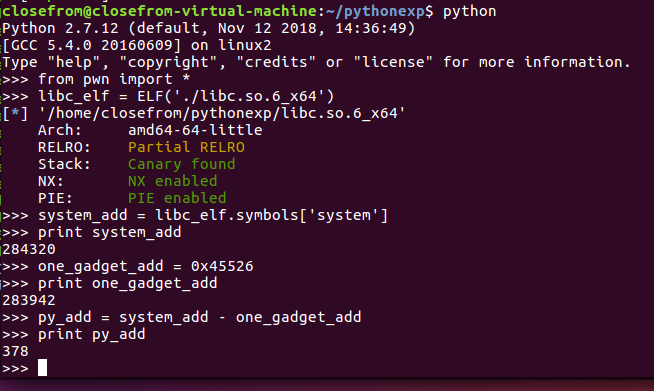 closefrom@closefrom-virtual-machine:~/pythonexp$ python
Python 2.7.12 (default, Nov 12 2018, 14:36:49)
[GCC 5.4.0 20160609] on linux2
Type "help", "copyright", "credits" or "license" for more information.
>>> from pwn import *
>>> libc_elf = ELF('./libc.so.6_x64')
[*] '/home/closefrom/pythonexp/libc.so.6_x64'
    Arch:     amd64-64-little
    RELRO:    Partial RELRO
    Stack:    Canary found
    NX:       NX enabled
    PIE:      PIE enabled
>>> system_add = libc_elf.symbols['system']
>>> print system_add
284320
>>> one_gadget_add = 0x45526
>>> print one_gadget_add
283942
>>> py_add = system_add - one_gadget_add
>>> print py_add
378
>>>